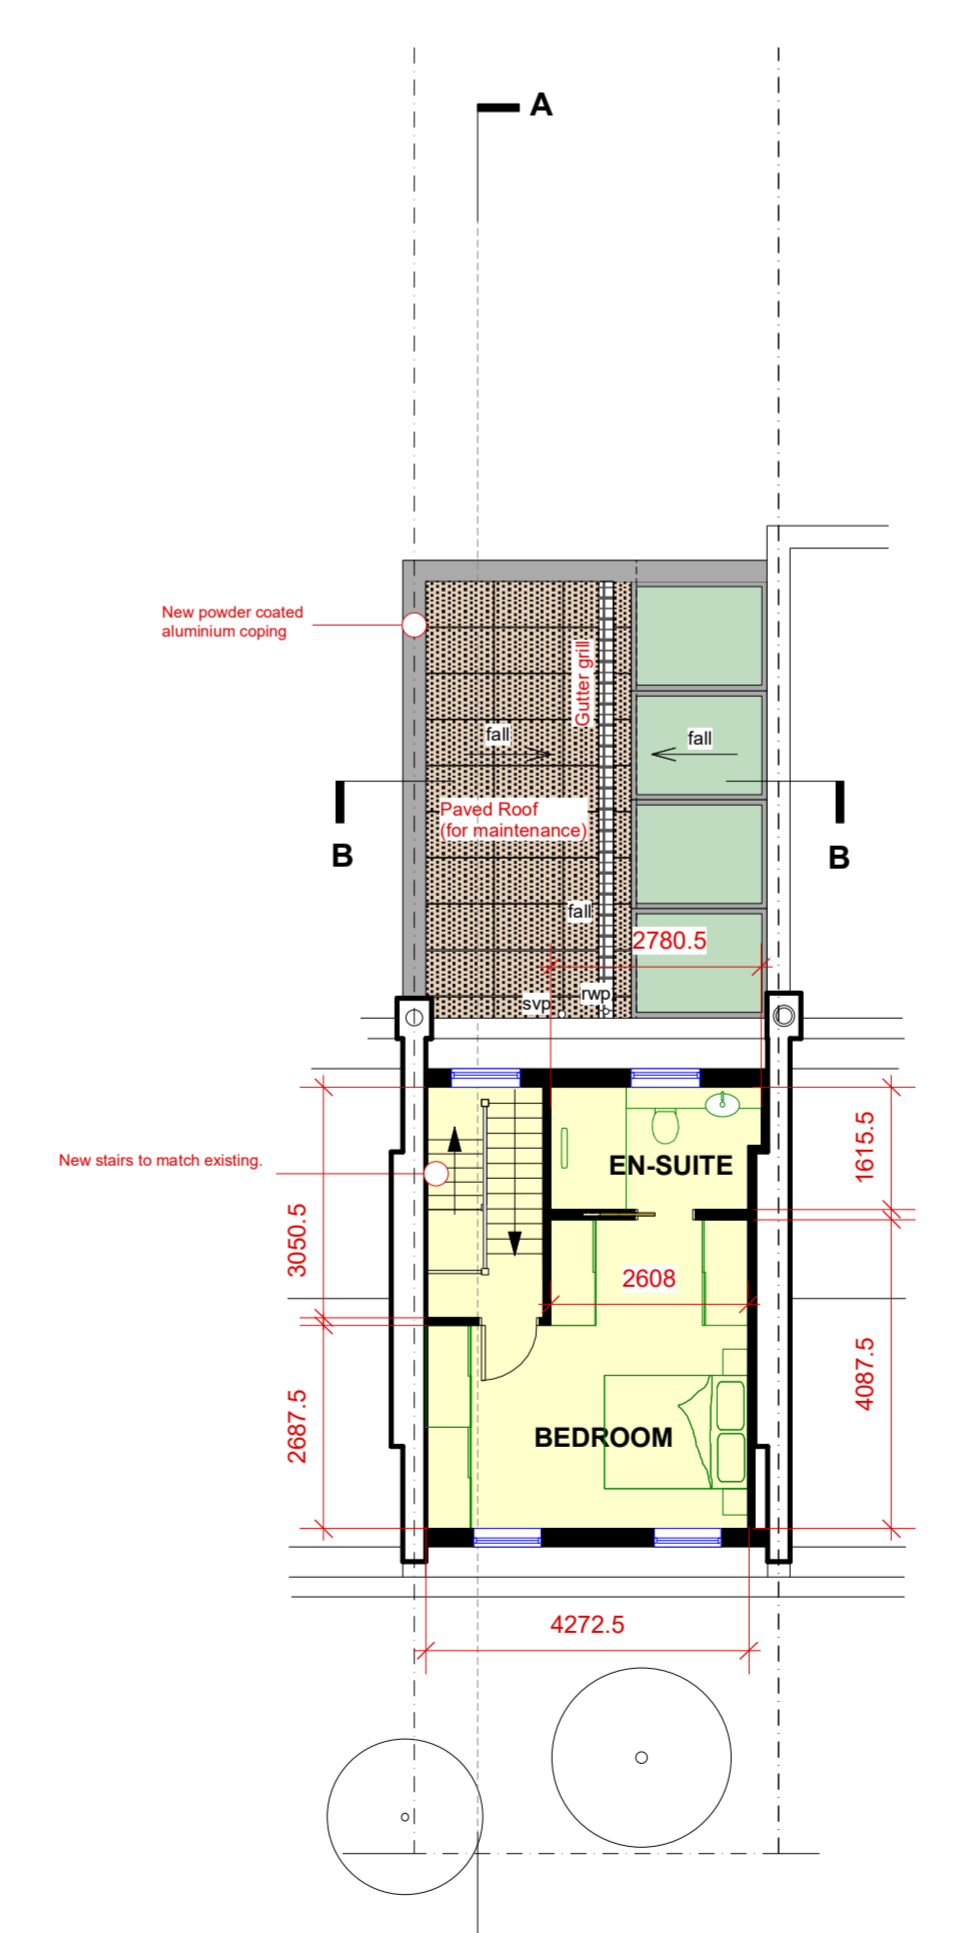 A
New powder coated
aluminium coping
Gutter grill
fall
fall
Paved Roof
(for maintenance)
B
B
fall
2780.5
svp
rwp
New stairs to match existing.
EN-SUITE
1615.5
3050.5
2608
4087.5
2687.5
BEDROOM
4272.5